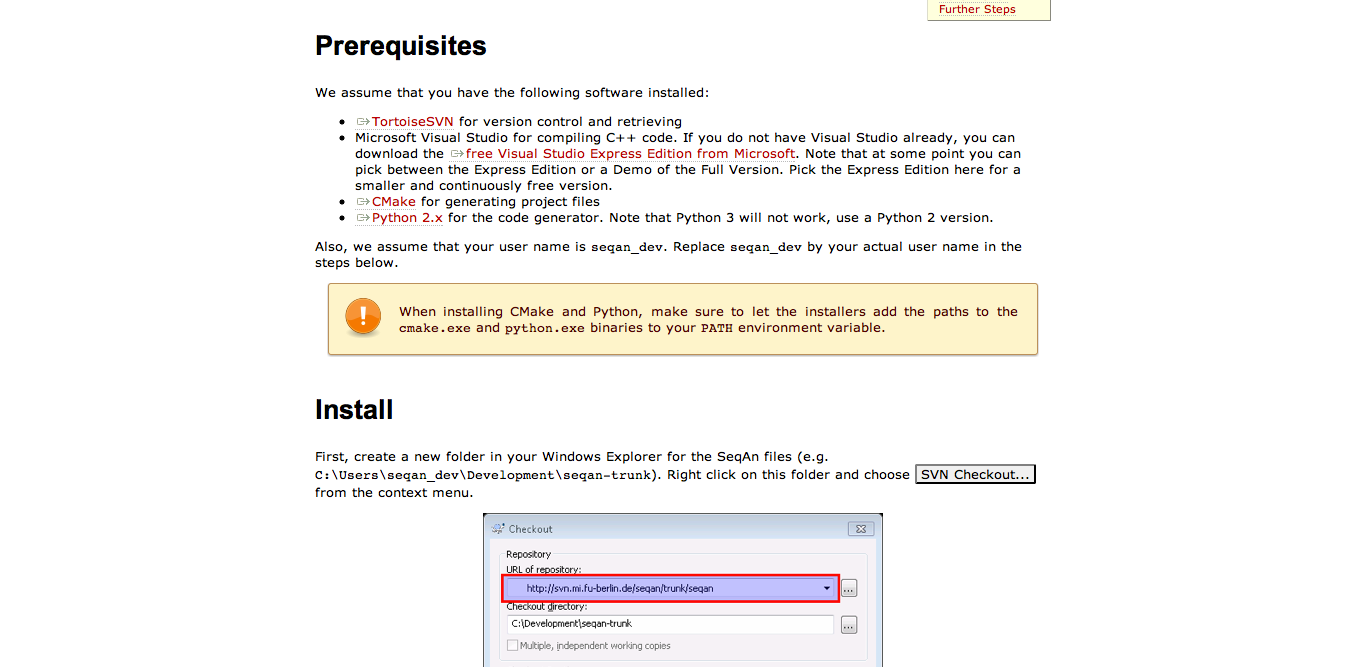 Further Steps
Prerequisites
We assume that you have the following software installed:
TortoiseSVN for version control and retrieving
Microsoft Visual Studio for compiling C++ code. If you do not have Visual Studio already, you can
download the free Visual Studio Express Edition from Microsoft. Note that at some point you can
pick between the Express Edition or a Demo of the Full Version. Pick the Express Edition here for a
smaller and continuously free version.
CMake for generating project files
Python 2.x for the code generator. Note that Python 3 will not work, use a Python 2 version.
Also, we assume that your user name is seqan_dev. Replace seqan_dev by your actual user name in the
steps below.
When installing CMake and Python, make sure to let the installers add the paths to the
cmake.exe and python.exe binaries to your PATH environment variable.
Install
First, create a new folder in your Windows Explorer for the SeqAn files (e.g.
C:\Users\seqan_dev\Development\seqan-trunk). Right click on this folder and choose SVN Checkout...
from the context menu.
Checkout
Repository
URL of repository:
http://svn.mi.fu-berlin.de/seqan/trunk/seqan
...
Checkout directory:
C:\Development\seqan-trunk
...
Multiple, independent working copies